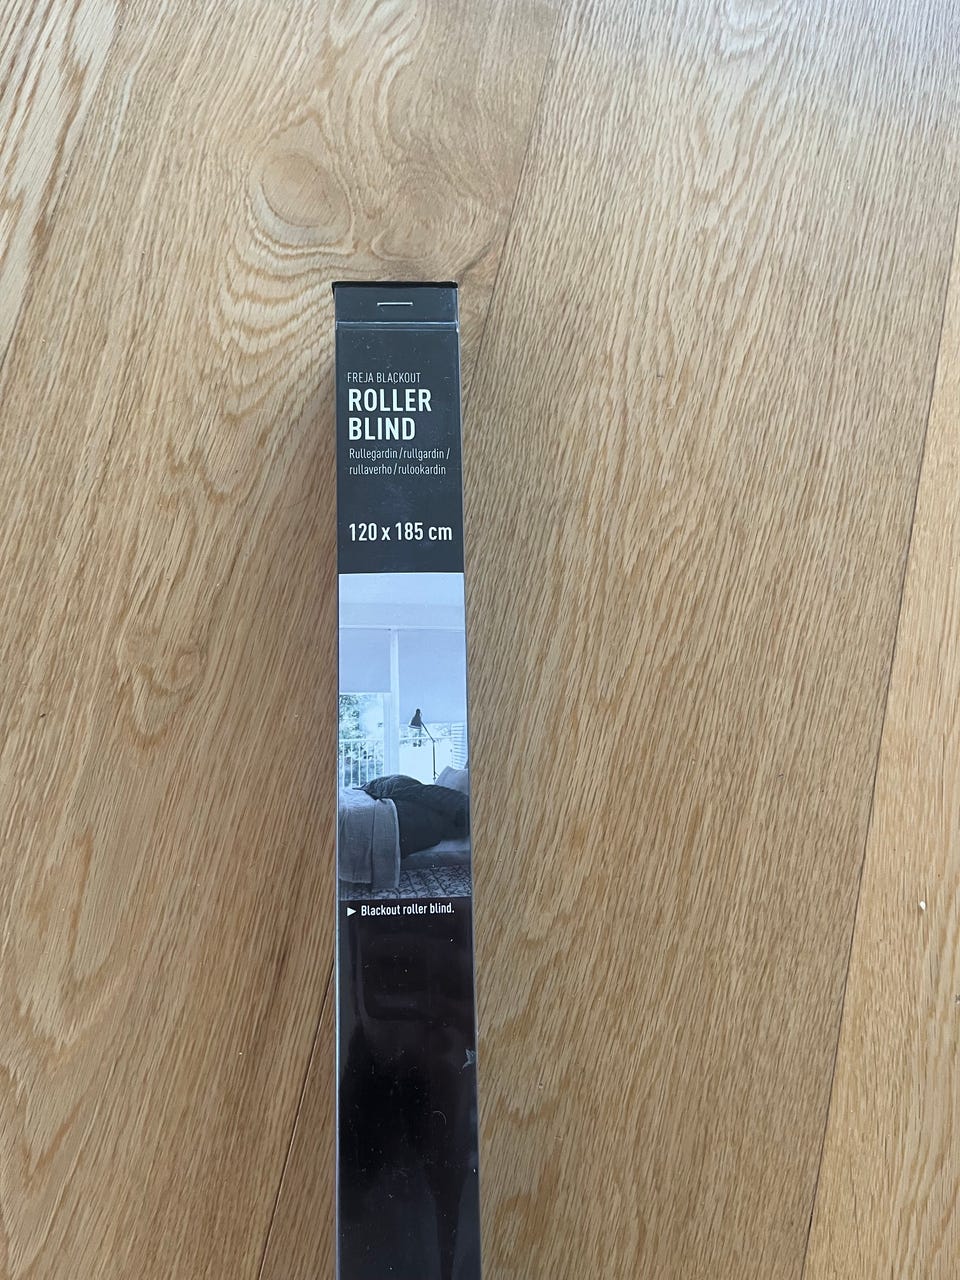 FREJA BLACKOUT
ROLLER
BLIND
Rullegardin/rullgardin/
rullaverho/rulookardin
120 x 185 cm
▶ Blackout roller blind.